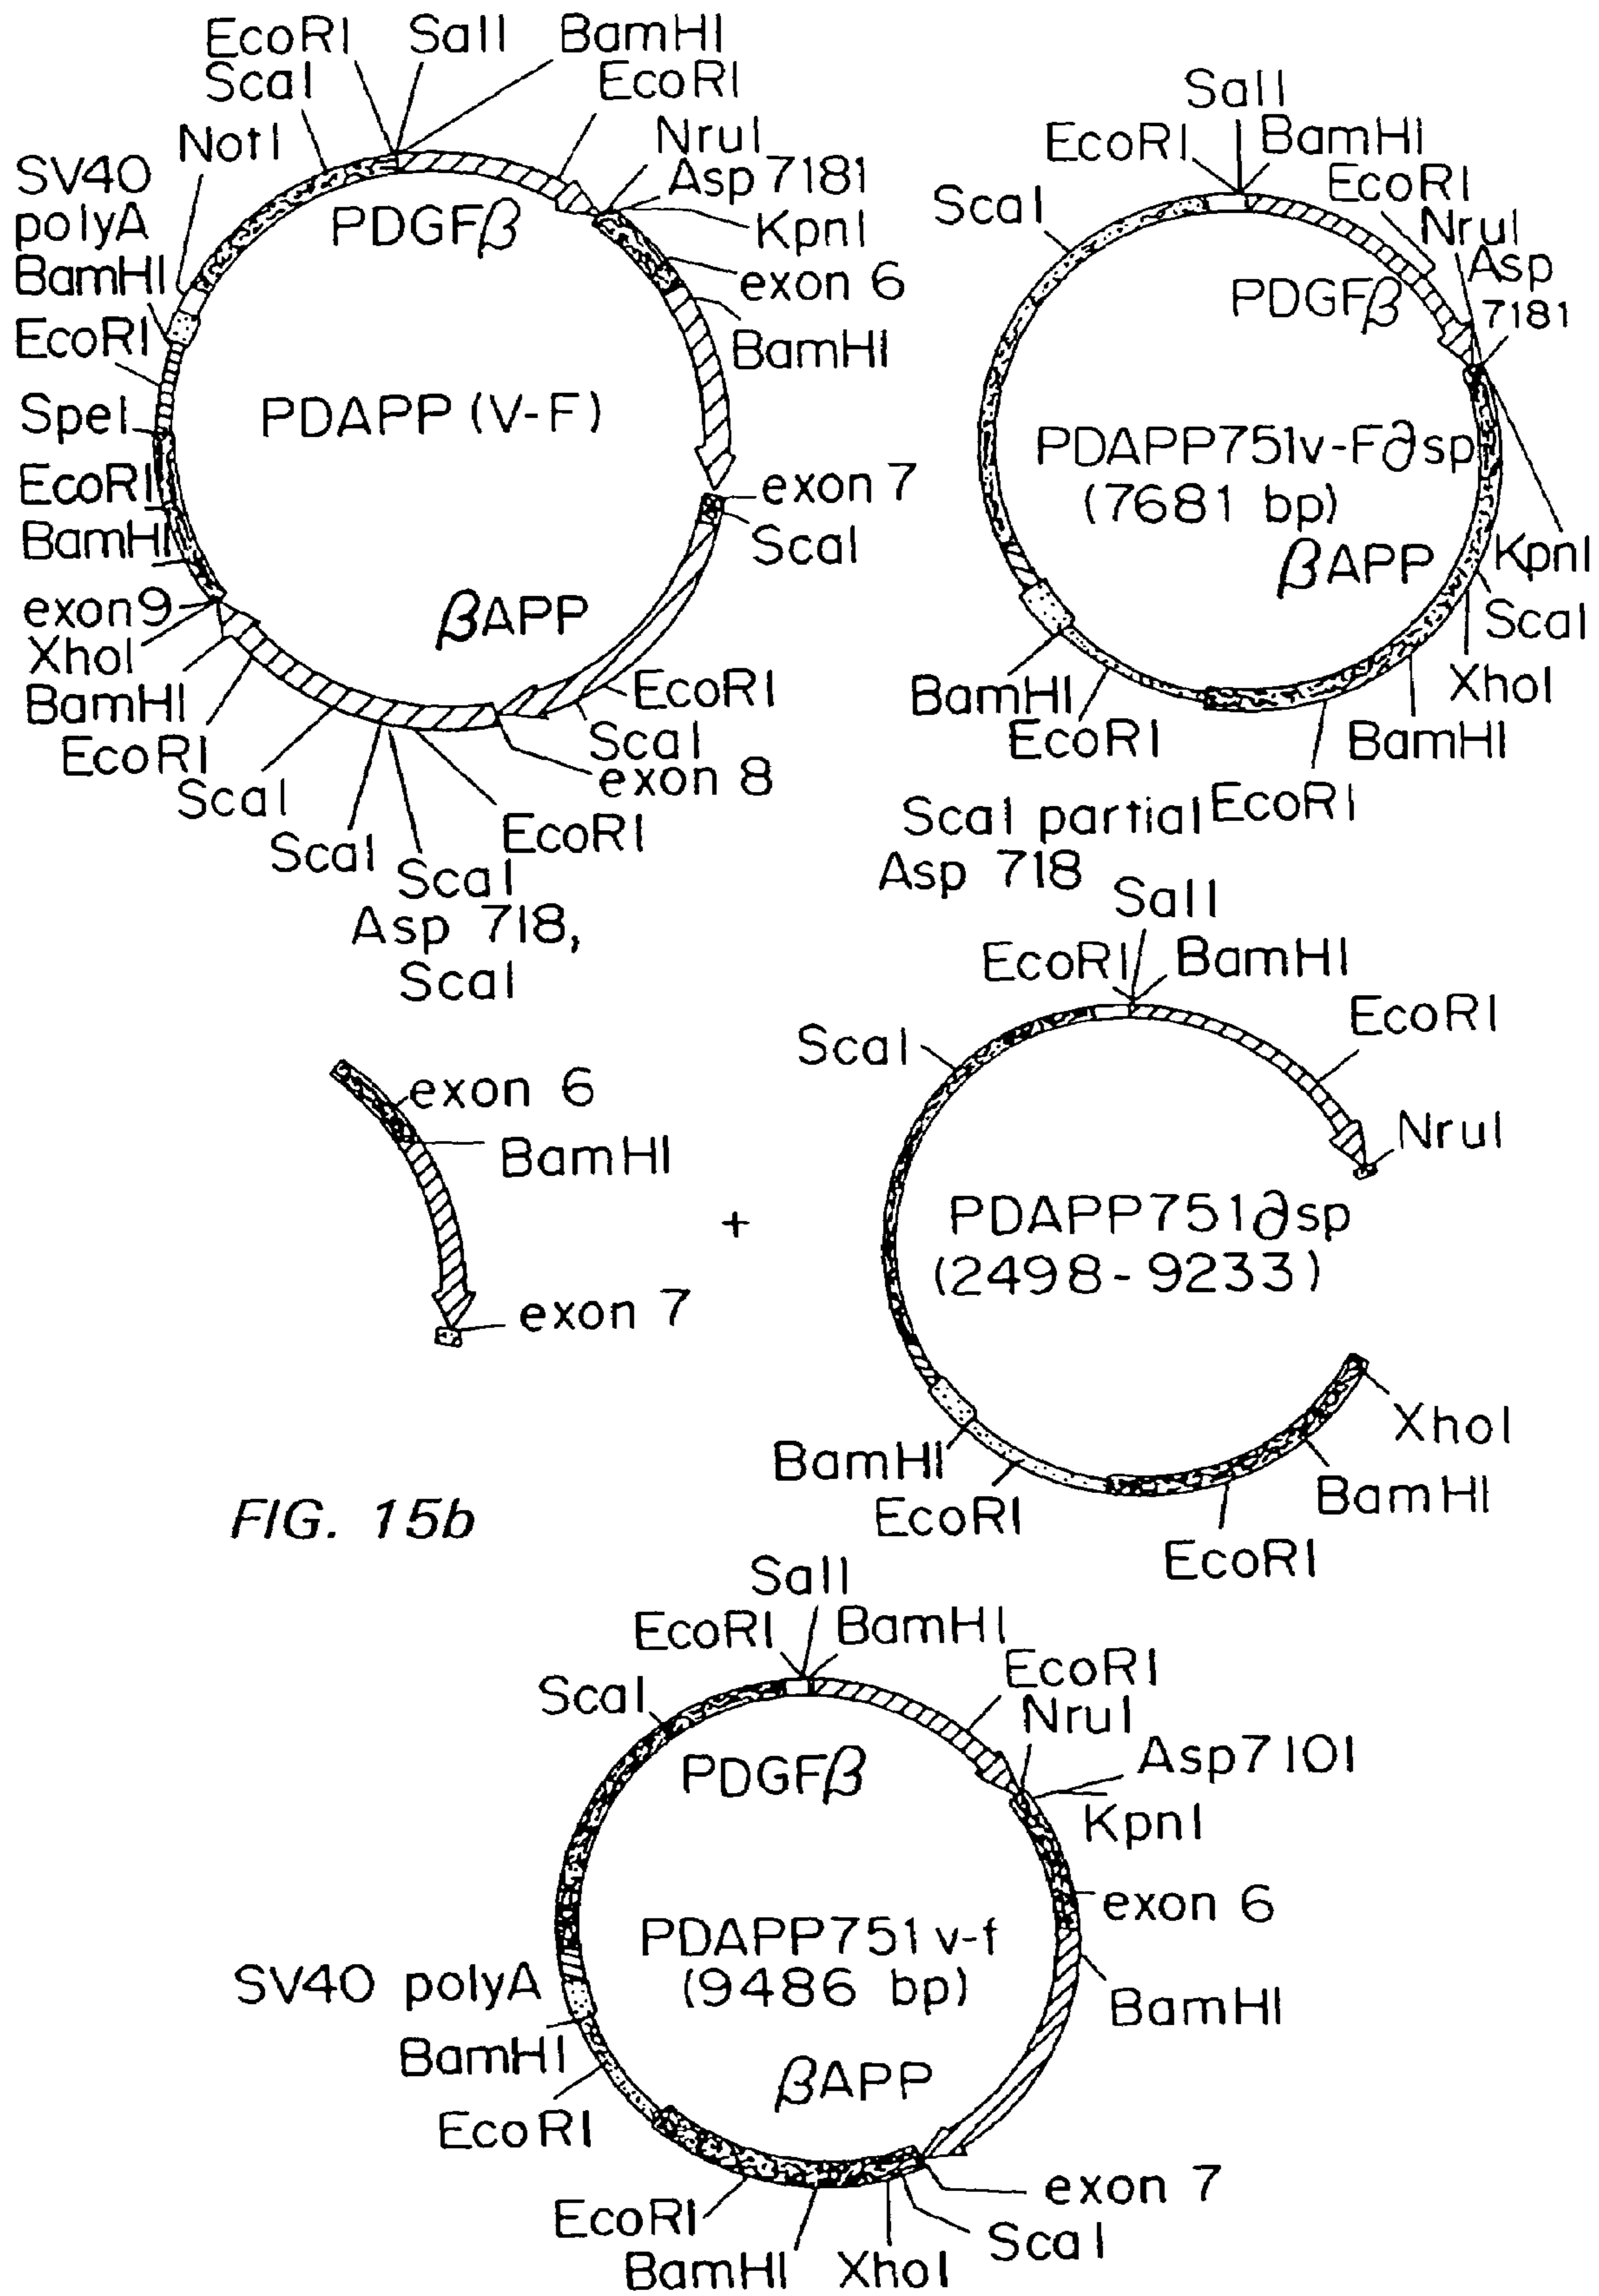 EcoRI
SalI
BamHI
ScaI
EcoRI
NotI
NruI
SV40
polyA
Asp 7181
PDGFβ
KpnI
BamHI
exon 6
EcoRI
BamHI
SpeI
PDAPP (V-F)
EcoRI
exon 7
BamHI
ScaI
exon 9
βAPP
XhoI
BamHI
EcoRI
EcoRI
ScaI
ScaI
exon 8
ScaI
EcoRI
ScaI
Asp 718,
ScaI
SalI
EcoRI
BamHI
EcoRI
ScaI
NruI
Asp
7181
PDGFβ
PDAPP751v-F∂sp
(7681 bp)
βAPP
KpnI
ScaI
XhoI
BamHI
BamHI
EcoRI
EcoRI
ScaI partial
Asp 718
exon 6
BamHI
exon 7
+
SalI
EcoRI
BamHI
EcoRI
ScaI
NruI
PDAPP751∂sp
(2498-9233)
XhoI
BamHI
BamHI
EcoRI
EcoRI
FIG. 15b
SalI
EcoRI
BamHI
EcoRI
ScaI
NruI
Asp7101
PDGFβ
KpnI
exon 6
PDAPP751 v-f
(9486 bp)
SV40 polyA
BamHI
BamHI
βAPP
EcoRI
exon 7
EcoRI
ScaI
BamHI
XhoI